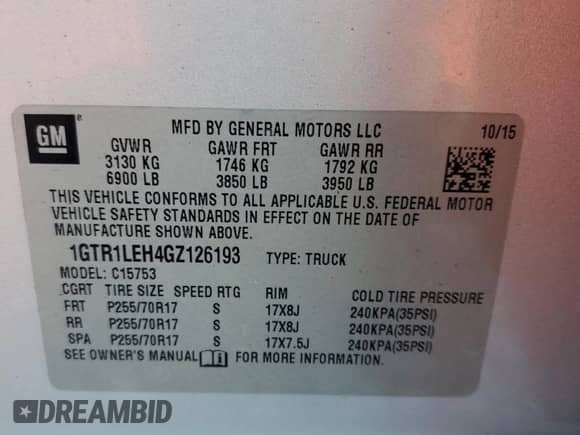 GM
MFD BY GENERAL MOTORS LLC 10/15
GVWR GAWR FRT GAWR RR
3130 KG 1746 KG 1792 KG
6900 LB 3850 LB 3950 LB
THIS VEHICLE CONFORMS TO ALL APPLICABLE U.S. FEDERAL MOTOR
VEHICLE SAFETY STANDARDS IN EFFECT ON THE DATE OF
MANUFACTURE SHOWN ABOVE.
1GTR1LEH4GZ126193 TYPE: TRUCK
MODEL: C15753
CGRT TIRE SIZE SPEED RTG RIM COLD TIRE PRESSURE
FRT P255/70R17 S 17X8J 240KPA(35PSI)
RR P255/70R17 S 17X8J 240KPA(35PSI)
SPA P255/70R17 S 17X7.5J 240KPA(35PSI)
SEE OWNER'S MANUAL FOR MORE INFORMATION.
DREAMBID